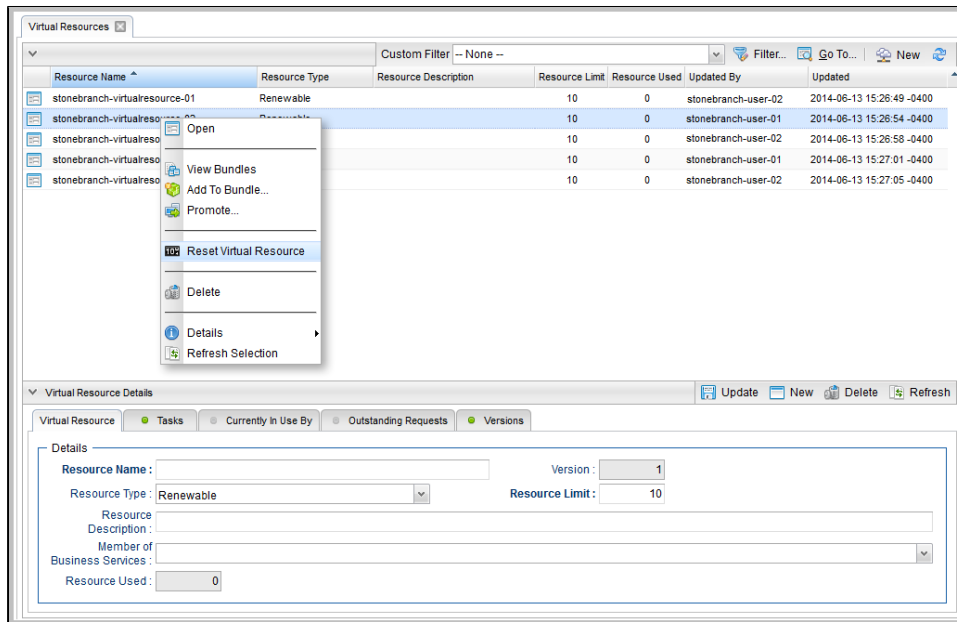 Virtual Resources
Custom Filter -- None -- Filter... Go To... New
Resource Name Resource Type Resource Description Resource Limit Resource Used Updated By Updated
stonebranch-virtualresource-01 Renewable 10 0 stonebranch-user-02 2014-06-13 15:26:49 -0400
10 0 stonebranch-user-01 2014-06-13 15:26:54 -0400
stonebranch-virtualreso 10 0 stonebranch-user-02 2014-06-13 15:26:58 -0400
stonebranch-virtualreso 10 0 stonebranch-user-01 2014-06-13 15:27:01 -0400
stonebranch-virtualreso 10 0 stonebranch-user-02 2014-06-13 15:27:05 -0400
Open
View Bundles
Add To Bundle...
Promote...
Reset Virtual Resource
Delete
Details
Refresh Selection
Virtual Resource Details Update New Delete Refresh
Virtual Resource Tasks Currently In Use By Outstanding Requests Versions
Details
Resource Name : Version : 1
Resource Type : Renewable Resource Limit : 10
Resource
Description :
Member of
Business Services :
Resource Used : 0